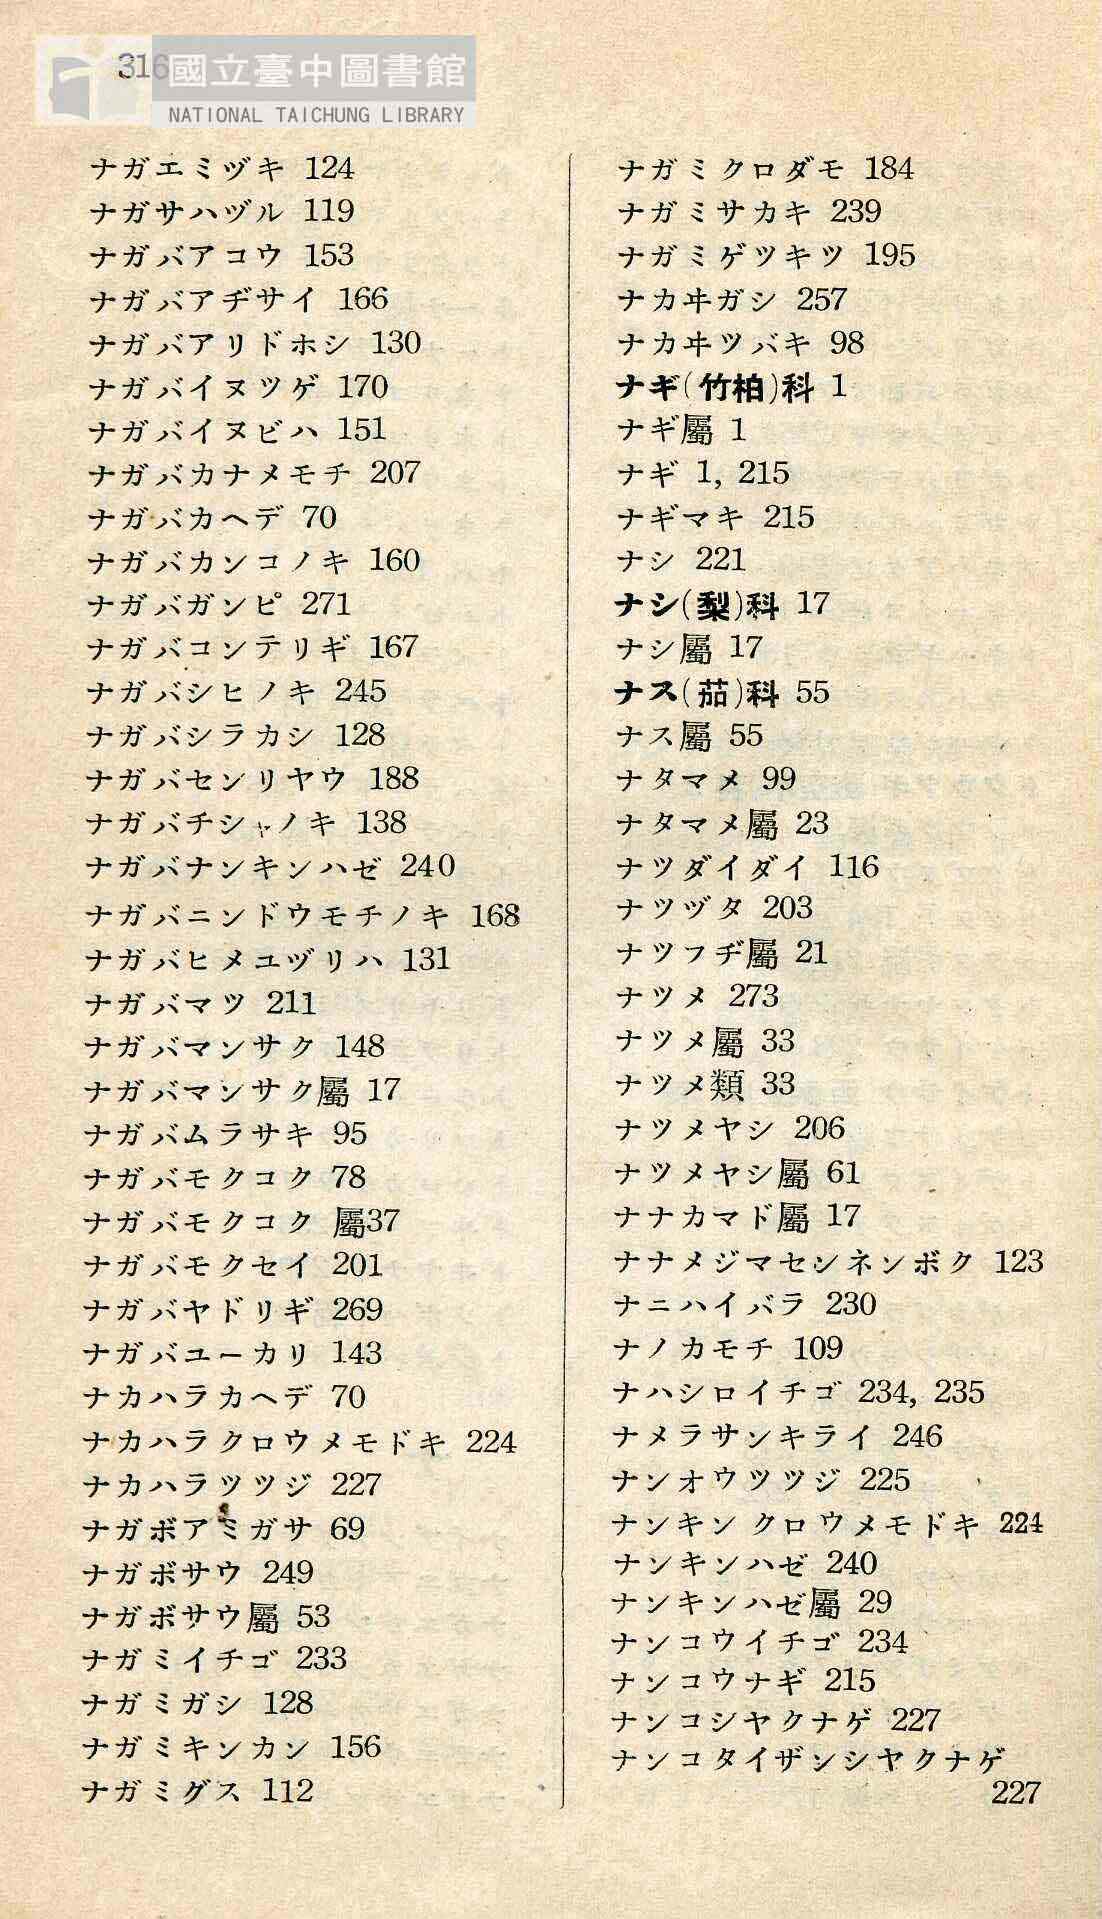 316
國立臺中圖書館
NATIONAL TAICHUNG LIBRARY
ナガエミヅキ 124
ナガサハヅル 119
ナガバアコウ 153
ナガバアヂサイ 166
ナガバアリドホシ 130
ナガバイヌツゲ 170
ナガバイヌビハ 151
ナガバカナメモチ 207
ナガバカヘデ 70
ナガバカンコノキ 160
ナガバガンピ 271
ナガバコンテリギ 167
ナガバシヒノキ 245
ナガバシラカシ 128
ナガバセンリヤウ 188
ナガバチシャノキ 138
ナガバナンキンハゼ 240
ナガバニンドウモチノキ 168
ナガバヒメユヅリハ 131
ナガバマツ 211
ナガバマンサク 148
ナガバマンサク屬 17
ナガバムラサキ 95
ナガバモクコク 78
ナガバモクコク 屬37
ナガバモクセイ 201
ナガバヤドリギ 269
ナガバユーカリ 143
ナカハラカヘデ 70
ナカハラクロウメモドキ 224
ナカハラツツジ 227
ナガボアミガサ 69
ナガボサウ 249
ナガボサウ屬 53
ナガミイチゴ 233
ナガミガシ 128
ナガミキンカン 156
ナガミグス 112
ナガミクロダモ 184
ナガミサカキ 239
ナガミゲツキツ 195
ナカヰガシ 257
ナカヰツバキ 98
ナギ(竹柏)科 1
ナギ屬 1
ナギ 1, 215
ナギマキ 215
ナシ 221
ナシ(梨)科 17
ナシ屬 17
ナス(茄)科 55
ナス屬 55
ナタマメ 99
ナタマメ屬 23
ナツダイダイ 116
ナツヅタ 203
ナツフヂ屬 21
ナツメ 273
ナツメ屬 33
ナツメ類 33
ナツメヤシ 206
ナツメヤシ屬 61
ナナカマド屬 17
ナナメジマセンネンボク 123
ナニハイバラ 230
ナノカモチ 109
ナハシロイチゴ 234, 235
ナメラサンキライ 246
ナンオウツツジ 225
ナンキンクロウメモドキ 224
ナンキンハゼ 240
ナンキンハゼ屬 29
ナンコウイチゴ 234
ナンコウナギ 215
ナンコシヤクナゲ 227
ナンコタイザンシヤクナゲ
227